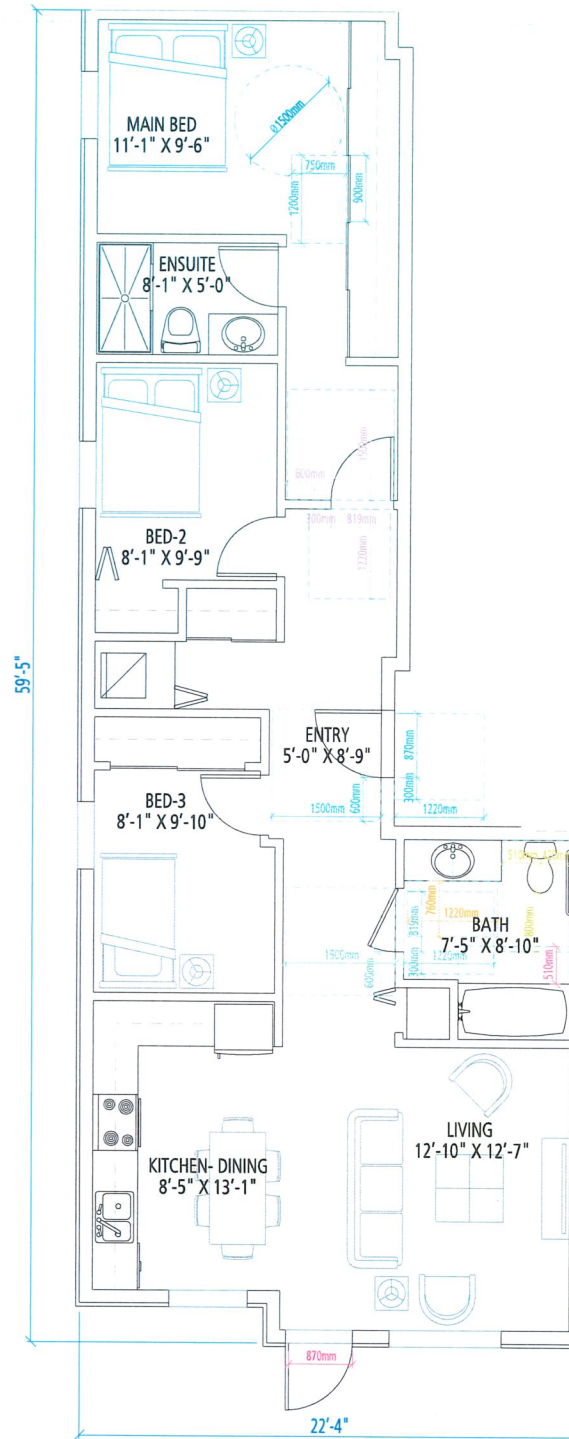 MAIN BED
11'-1" X 9'-6"
Ø1500mm
750mm
1200mm
900mm
ENSUITE
8'-1" X 5'-0"
1500mm
600mm
300mm
819mm
1220mm
BED-2
8'-1" X 9'-9"
59'-5"
ENTRY
5'-0" X 8'-9"
870mm
300mm
600mm
1500mm
1220mm
BED-3
8'-1" X 9'-10"
510mm
760mm
819mm
1220mm
BATH
7'-5" X 8'-10"
1500mm
300mm
1220mm
600mm
510mm
LIVING
12'-10" X 12'-7"
KITCHEN- DINING
8'-5" X 13'-1"
870mm
22'-4"